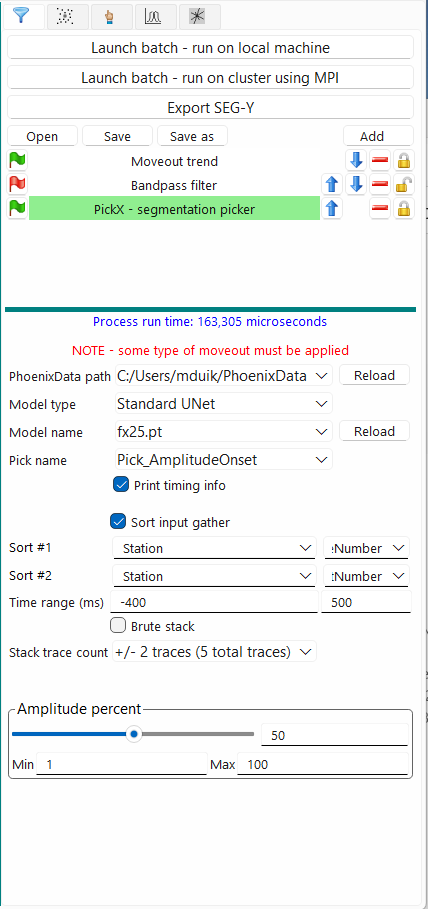 Launch batch - run on local machine
Launch batch - run on cluster using MPI
Export SEG-Y
Open Save Save as Add
Moveout trend
Bandpass filter
PickX - segmentation picker
Process run time: 163,305 microseconds
NOTE - some type of moveout must be applied
PhoenixData path C:/Users/mduik/PhoenixData Reload
Model type Standard UNet
Model name fx25.pt Reload
Pick name Pick_AmplitudeOnset
Print timing info
Sort input gather
Sort #1 Station Number
Sort #2 Station Number
Time range (ms) -400 500
Brute stack
Stack trace count +/- 2 traces (5 total traces)
Amplitude percent
50
Min 1 Max 100